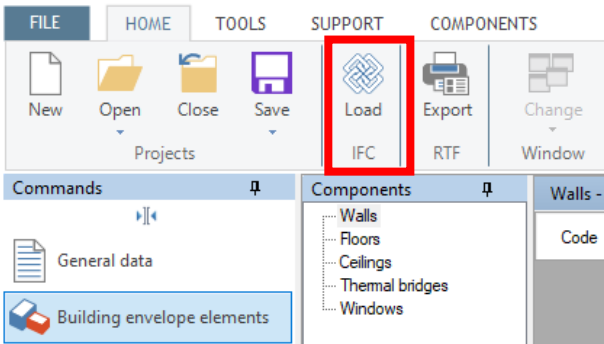 FILE HOME TOOLS SUPPORT COMPONENTS
New Open Close Save Load Export Change
Projects IFC RTF Window
Commands Components Walls -
Walls
Code
Floors
General data
Ceilings
Thermal bridges
Windows
Building envelope elements